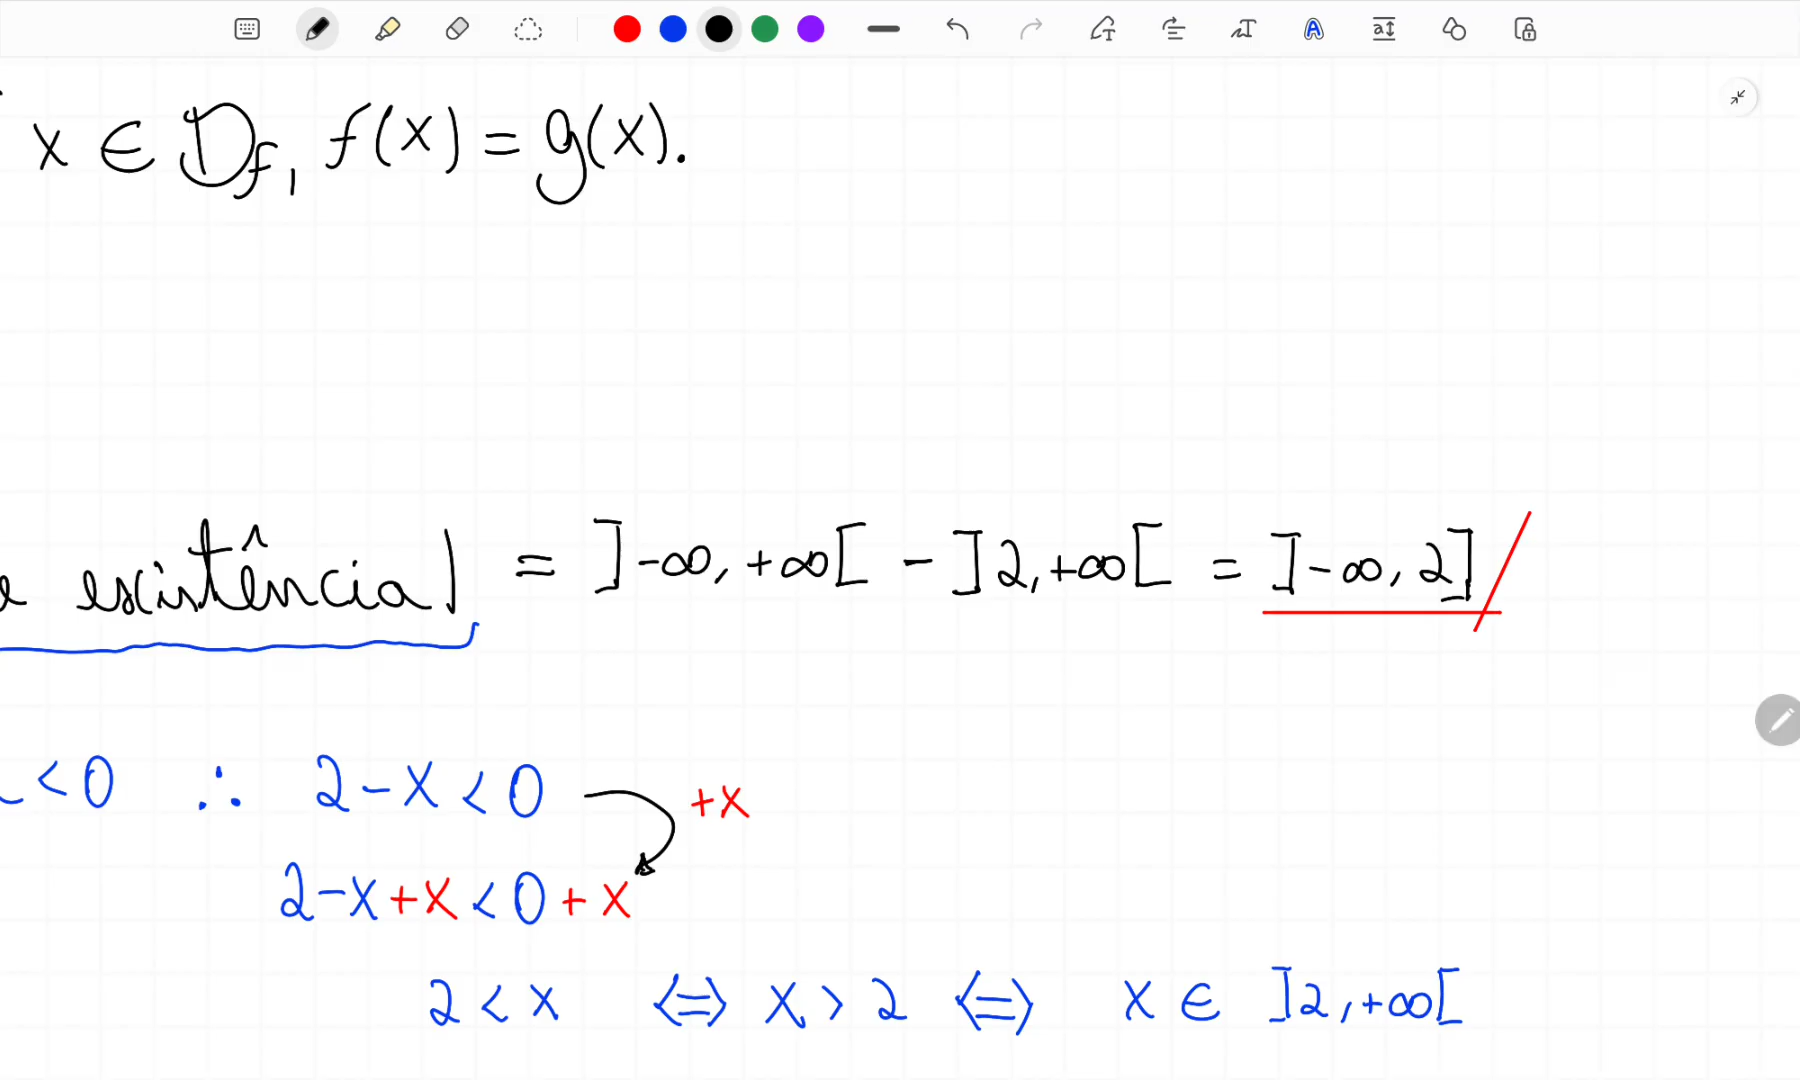 x ∈ Df, f(x) = g(x).
existência) = ]-∞, +∞[ - ]2, +∞[ = ]-∞, 2]
< 0 ∴ 2 - x < 0 +x
2 - x + x < 0 + x
2 < x ⇔ x > 2 ⇔ x ∈ ]2, +∞[